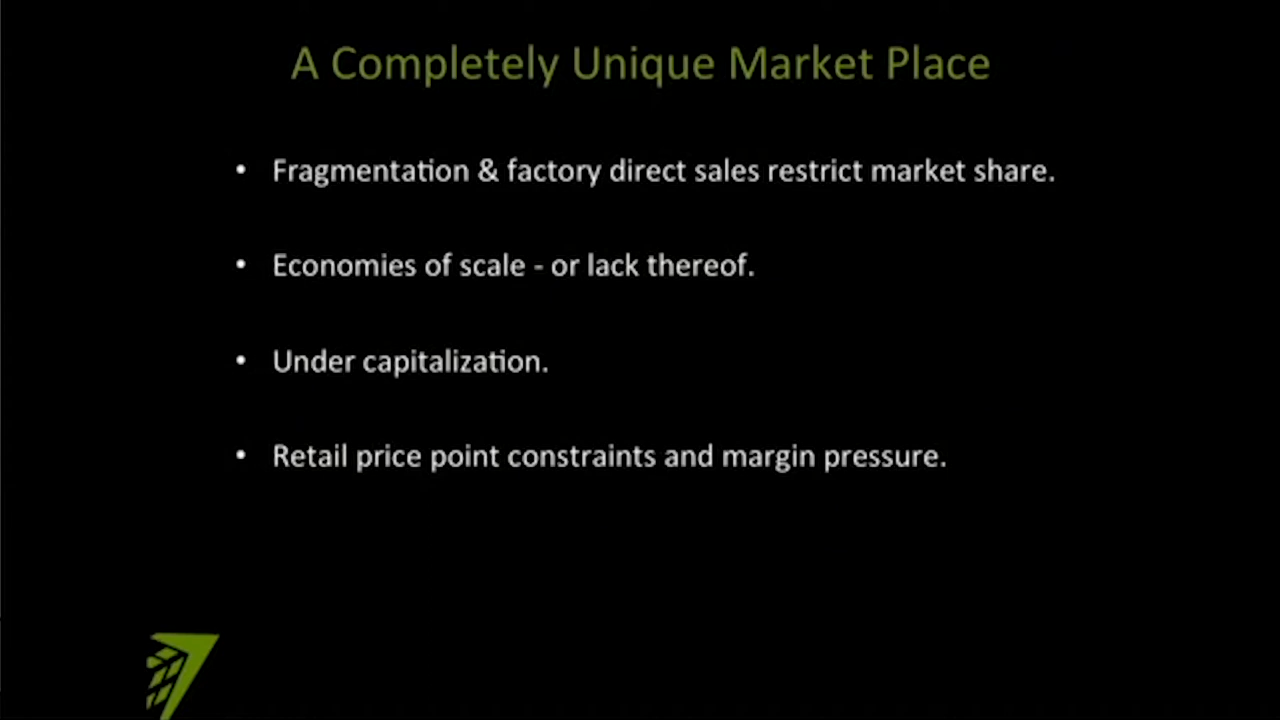 A Completely Unique Market Place
• Fragmentation & factory direct sales restrict market share.
• Economies of scale - or lack thereof.
• Under capitalization.
• Retail price point constraints and margin pressure.